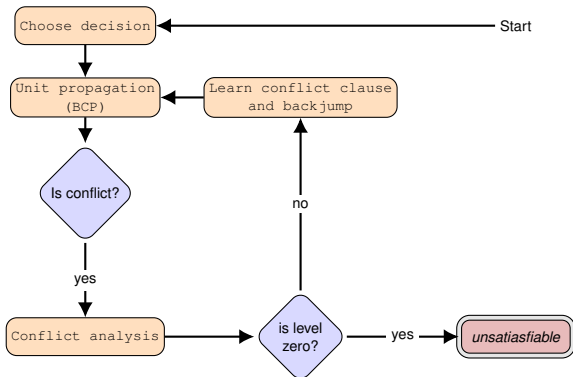 Choose decision
Start
Unit propagation
(BCP)
Learn conflict clause
and backjump
Is conflict?
no
yes
Conflict analysis
is level
zero?
yes
unsatiasfiable